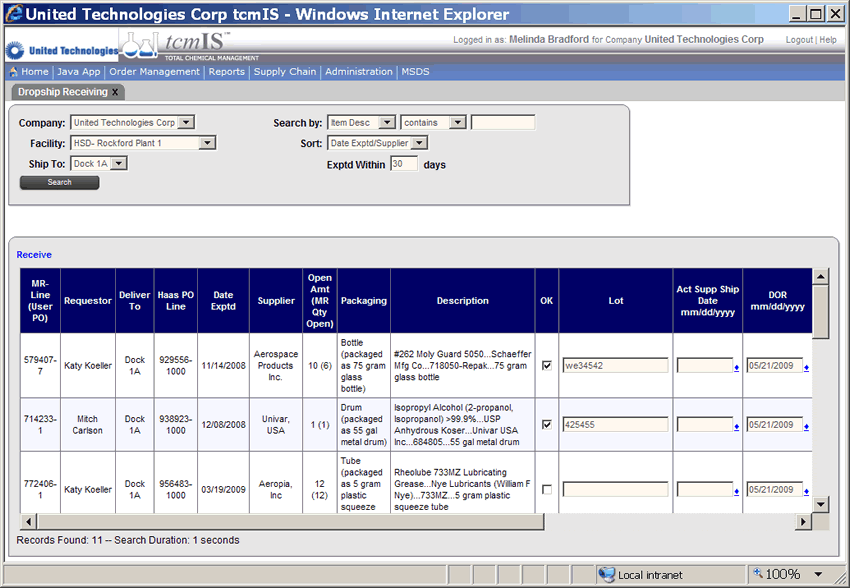 United Technologies Corp tcmIS - Windows Internet Explorer
United Technologies
tcmIS™
TOTAL CHEMICAL MANAGEMENT
Logged in as: Melinda Bradford for Company United Technologies Corp
Logout | Help
Home | Java App | Order Management | Reports | Supply Chain | Administration | MSDS
Dropship Receiving x
Company: United Technologies Corp
Search by: Item Desc contains
Facility: HSD- Rockford Plant 1
Sort: Date Exptd/Supplier
Ship To: Dock 1A
Exptd Within 30 days
Search
Receive
MR-
Line
(User
PO)
Requestor
Deliver
To
Haas PO
Line
Date
Exptd
Supplier
Open
Amt
(MR
Qty
Open)
Packaging
Description
OK
Lot
Act Supp Ship
Date
mm/dd/yyyy
DOR
mm/dd/yyyy
579407-
7
Katy Koeller
Dock
1A
929556-
1000
11/14/2008
Aerospace
Products
Inc.
10 (6)
Bottle
(packaged
as 75 gram
glass
bottle)
#262 Moly Guard 5050...Schaeffer
Mfg Co...718050-Repak...75 gram
glass bottle
we34542
05/21/2009
714233-
1
Mitch
Carlson
Dock
1A
938923-
1000
12/08/2008
Univar,
USA
1 (1)
Drum
(packaged
as 55 gal
metal drum)
Isopropyl Alcohol (2-propanol,
Isopropanol) >99.9%...USP
Anhydrous Koser...Univar USA
Inc...684805...55 gal metal drum
425455
05/21/2009
772406-
1
Katy Koeller
Dock
1A
956483-
1000
03/19/2009
Aeropia,
Inc
12
(12)
Tube
(packaged
as 5 gram
plastic
squeeze
Rheolube 733MZ Lubricating
Grease...Nye Lubricants (William F
Nye)...733MZ...5 gram plastic
squeeze tube
05/21/2009
Records Found: 11 -- Search Duration: 1 seconds
Local intranet
100%